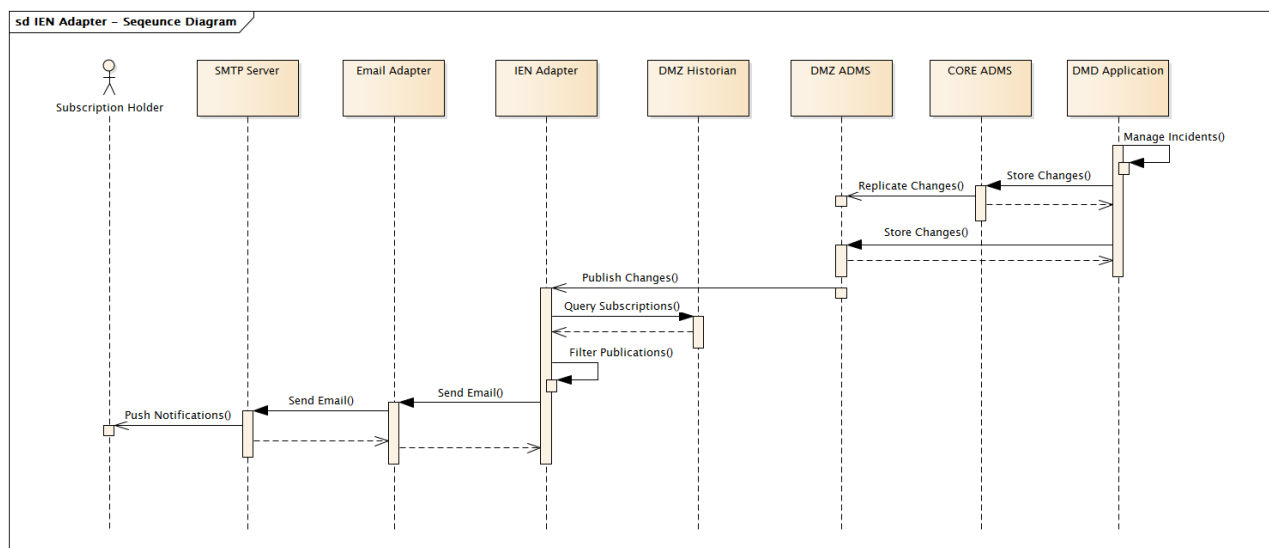 sd IEN Adapter – Seqeunce Diagram
Subscription Holder
SMTP Server
Email Adapter
IEN Adapter
DMZ Historian
DMZ ADMS
CORE ADMS
DMD Application
Manage Incidents()
Store Changes()
Replicate Changes()
Store Changes()
Publish Changes()
Query Subscriptions()
Filter Publications()
Send Email()
Send Email()
Push Notifications()